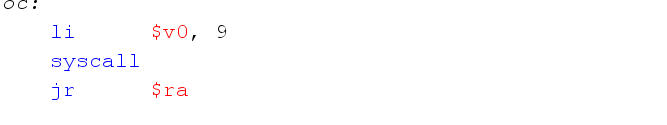 oc:
li $v0, 9
syscall
jr $ra